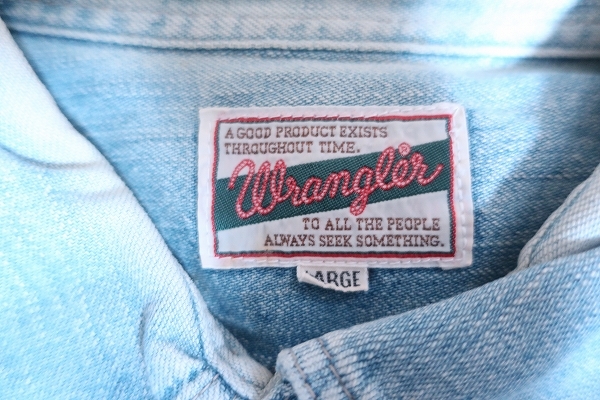 A GOOD PRODUCT EXISTS
THROUGHOUT TIME.
Wrangler
TO ALL THE PEOPLE
ALWAYS SEEK SOMETHING.
LARGE